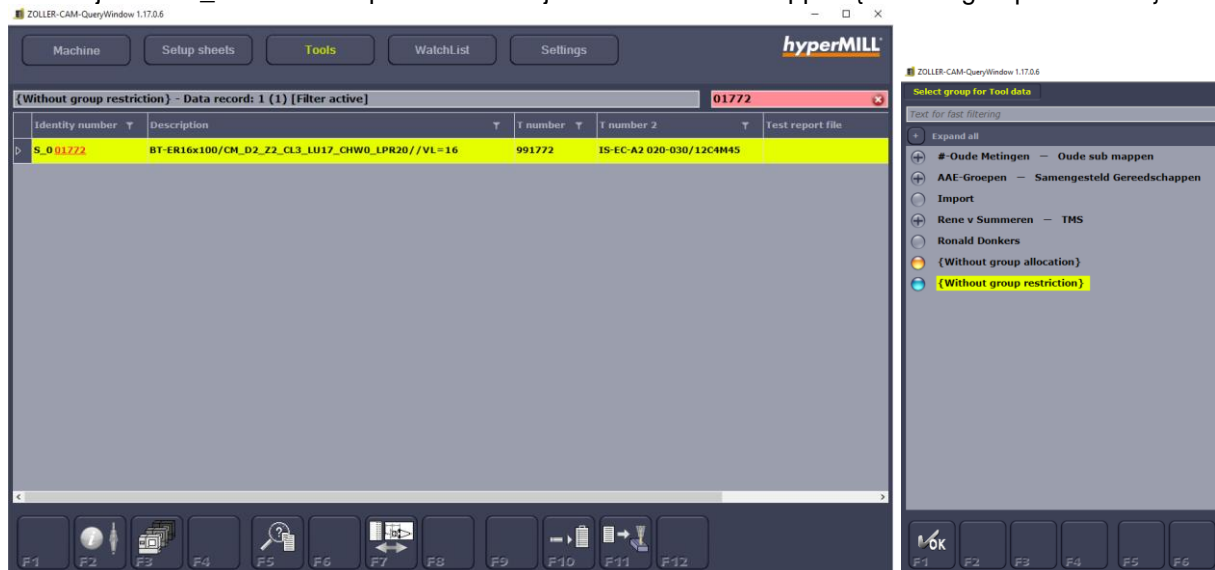 ZOLLER-CAM-QueryWindow 1.17.0.6
Machine
Setup sheets
Tools
WatchList
Settings
hyperMILL
{Without group restriction} - Data record: 1 (1) [Filter active]
01772
Identity number
Description
T number
T number 2
Test report file
S_001772
BT-ER16x100/CM_D2_Z2_CL3_LU17_CHW0_LPR20//VL=16
991772
IS-EC-A2 020-030/12C4M45
F1
F2
F3
F4
F5
F6
F7
F8
F9
F10
F11
F12
ZOLLER-CAM-QueryWindow 1.17.0.6
Select group for Tool data
Text for fast filtering
Expand all
#-Oude Metingen — Oude sub mappen
AAE-Groepen — Samengesteld Gereedschappen
Import
Rene v Summeren — TMS
Ronald Donkers
{Without group allocation}
{Without group restriction}
OK
F1
F2
F3
F4
F5
F6